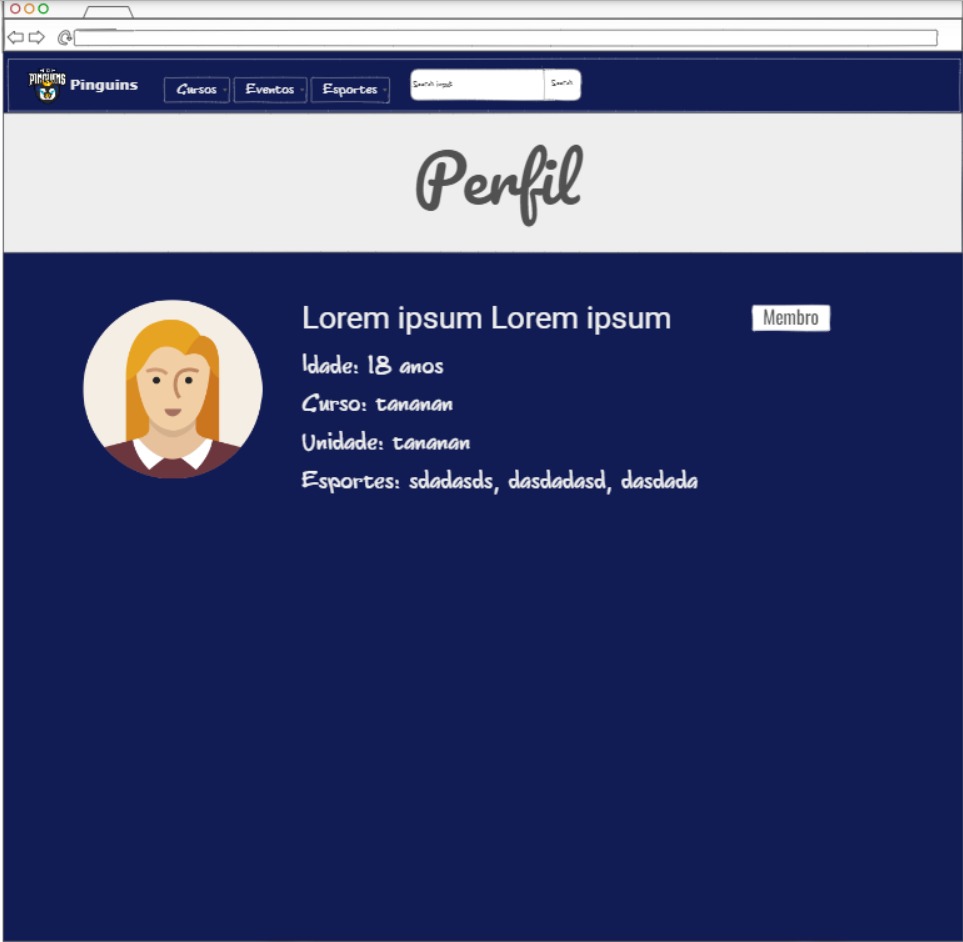 PINGUINS Pinguins
Cursos Eventos Esportes Search input Search
Perfil
Lorem ipsum Lorem ipsum Membro
Idade: 18 anos
Curso: tananan
Unidade: tananan
Esportes: sdadasds, dasdadasd, dasdada